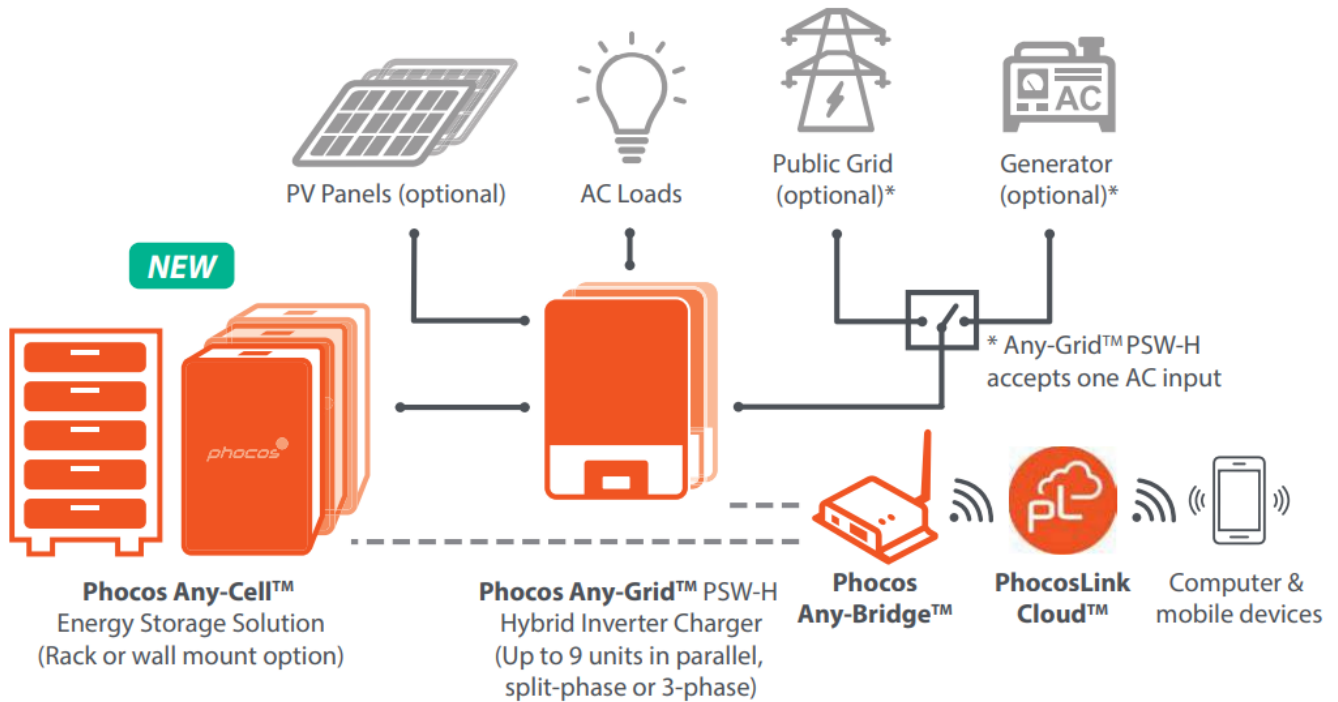 AC
PV Panels (optional)
AC Loads
Public Grid
(optional)*
Generator
(optional)*
NEW
* Any-Grid™ PSW-H
accepts one AC input
phocos
pL
Phocos Any-Cell™
Energy Storage Solution
(Rack or wall mount option)
Phocos Any-Grid™ PSW-H
Hybrid Inverter Charger
(Up to 9 units in parallel,
split-phase or 3-phase)
Phocos
Any-Bridge™
PhocosLink
Cloud™
Computer &
mobile devices